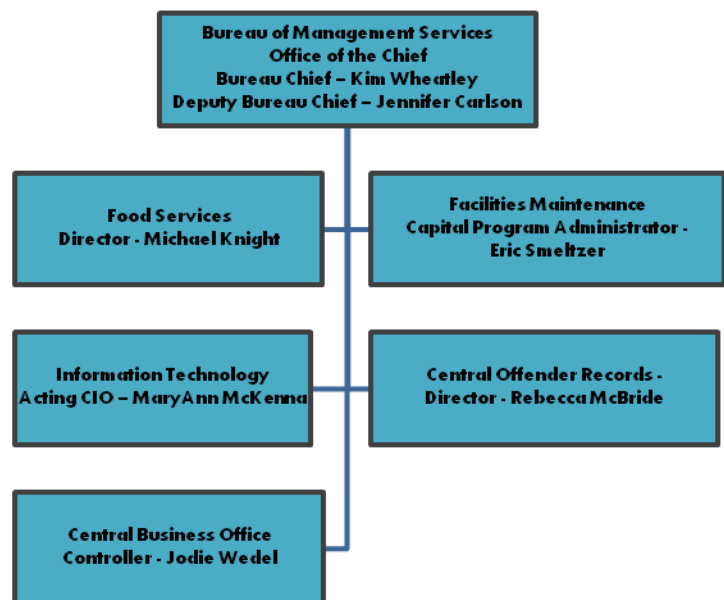 Bureau of Management Services
Office of the Chief
Bureau Chief – Kim Wheatley
Deputy Bureau Chief – Jennifer Carlson
Food Services
Director - Michael Knight
Facilities Maintenance
Capital Program Administrator -
Eric Smeltzer
Information Technology
Acting CIO – MaryAnn McKenna
Central Offender Records -
Director - Rebecca McBride
Central Business Office
Controller - Jodie Wedel